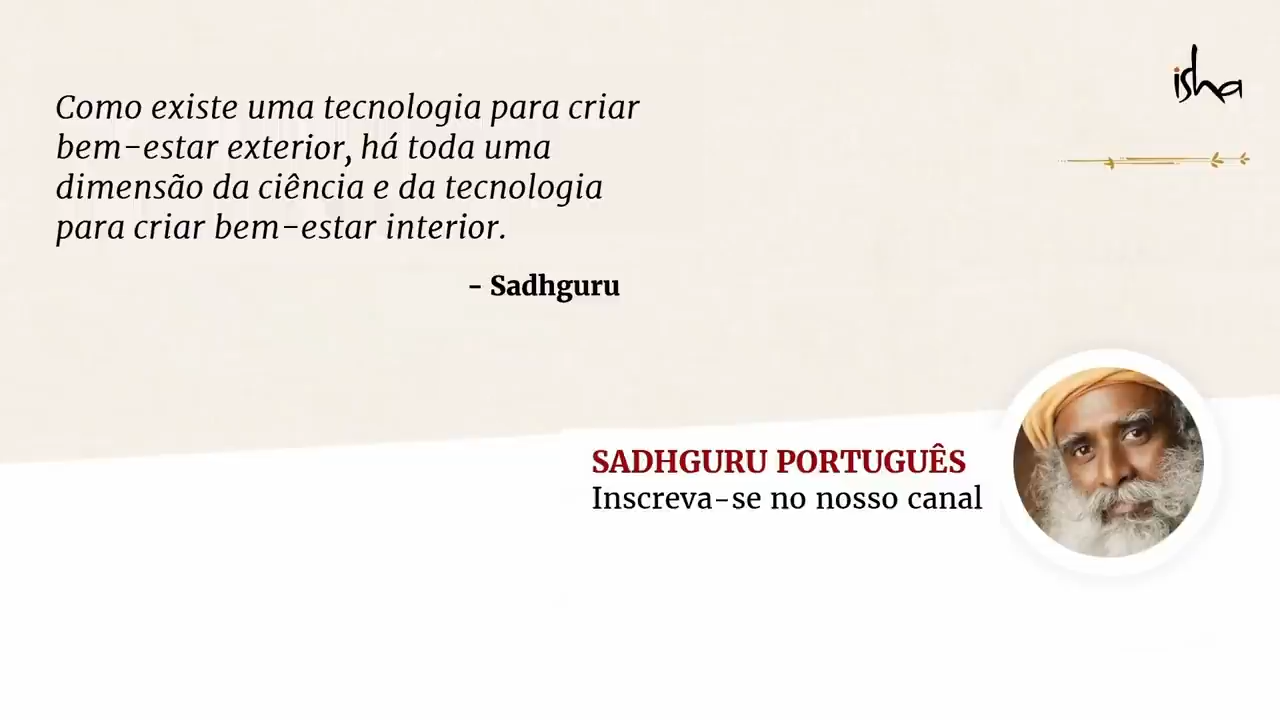 isha
Como existe uma tecnologia para criar
bem-estar exterior, há toda uma
dimensão da ciência e da tecnologia
para criar bem-estar interior.
- Sadhguru
SADHGURU PORTUGUÊS
Inscreva-se no nosso canal